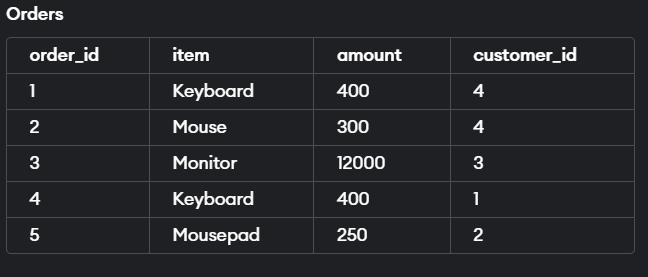 Orders
order_id item amount customer_id
1 Keyboard 400 4
2 Mouse 300 4
3 Monitor 12000 3
4 Keyboard 400 1
5 Mousepad 250 2